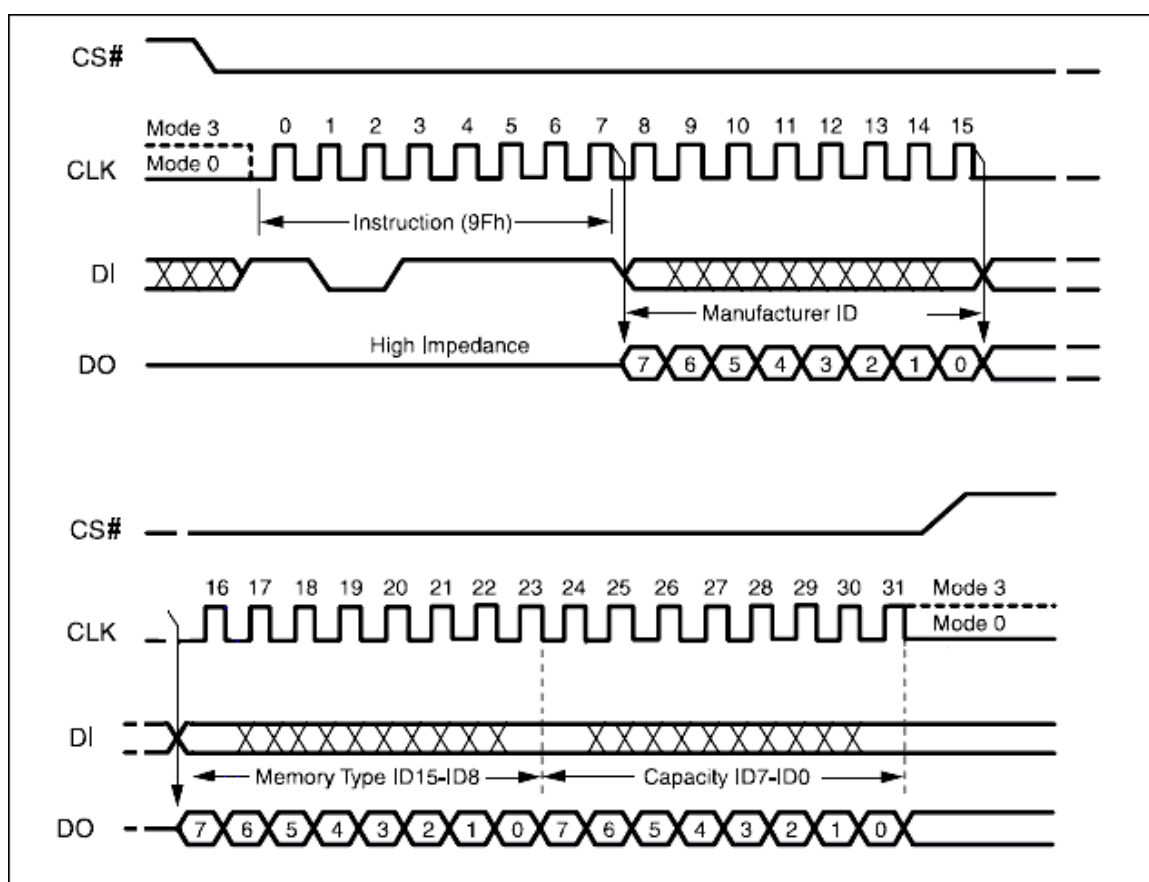 CS#
Mode 3
0 1 2 3 4 5 6 7 8 9 10 11 12 13 14 15
CLK
Mode 0
Instruction (9Fh)
DI
Manufacturer ID
High Impedance
DO
7 6 5 4 3 2 1 0
CS#
16 17 18 19 20 21 22 23 24 25 26 27 28 29 30 31
Mode 3
CLK
Mode 0
DI
Memory Type ID15-ID8
Capacity ID7-ID0
DO
7 6 5 4 3 2 1 0 7 6 5 4 3 2 1 0